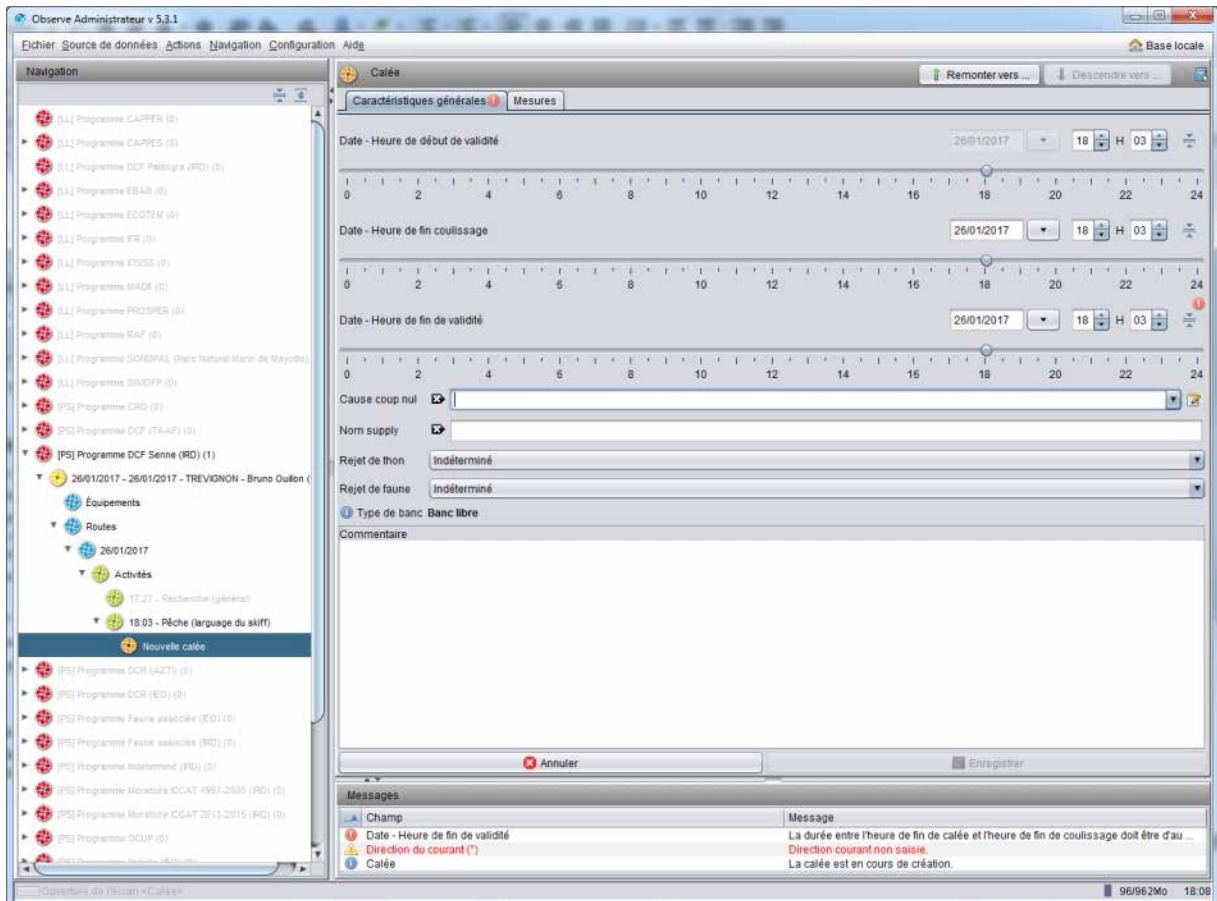 Observe Administrateur v 5.3.1
Fichier Source de données Actions Navigation Configuration Aide
Base locale
Navigation
[LL] Programme CAPPER (0)
[LL] Programme CAPPES (0)
[LL] Programme DCF Palangre (IRD) (0)
[LL] Programme EBAB (0)
[LL] Programme ECOTEM (0)
[LL] Programme IFR (0)
[LL] Programme IOSSS (0)
[LL] Programme MADE (0)
[LL] Programme PROSPER (0)
[LL] Programme RAF (0)
[LL] Programme SONDPAL (Parc Naturel Marin de Mayotte)
[LL] Programme SWIOFP (0)
[PS] Programme CRD (0)
[PS] Programme DCF (TAAF) (0)
[PS] Programme DCF Senne (IRD) (1)
26/01/2017 - 26/01/2017 - TREVIGNON - Bruno Ouillon (
Équipements
Routes
26/01/2017
Activités
17:27 - Recherche (général)
18:03 - Pêche (larguage du skiff)
Nouvelle calée
[PS] Programme DCR (AZTI) (0)
[PS] Programme DCR (IEO) (0)
[PS] Programme Faune associée (IEO) (0)
[PS] Programme Faune associée (IRD) (0)
[PS] Programme Indéterminé (IRD) (0)
[PS] Programme Moratoire ICCAT 1997-2005 (IRD) (0)
[PS] Programme Moratoire ICCAT 2013-2015 (IRD) (0)
[PS] Programme OCUP (0)
Calée
Remonter vers ...
Descendre vers ...
Caractéristiques générales
Mesures
Date - Heure de début de validité
26/01/2017 18 H 03
0 2 4 6 8 10 12 14 16 18 20 22 24
Date - Heure de fin coulissage
26/01/2017 18 H 03
0 2 4 6 8 10 12 14 16 18 20 22 24
Date - Heure de fin de validité
26/01/2017 18 H 03
0 2 4 6 8 10 12 14 16 18 20 22 24
Cause coup nul
Nom supply
Rejet de thon Indéterminé
Rejet de faune Indéterminé
Type de banc Banc libre
Commentaire
Annuler
Enregistrer
Messages
Champ Message
Date - Heure de fin de validité La durée entre l'heure de fin de calée et l'heure de fin de coulissage doit être d'au ...
Direction du courant (*) Direction courant non saisie.
Calée La calée est en cours de création.
Ouverture de l'écran «Calée»
96/962Mo 18:08